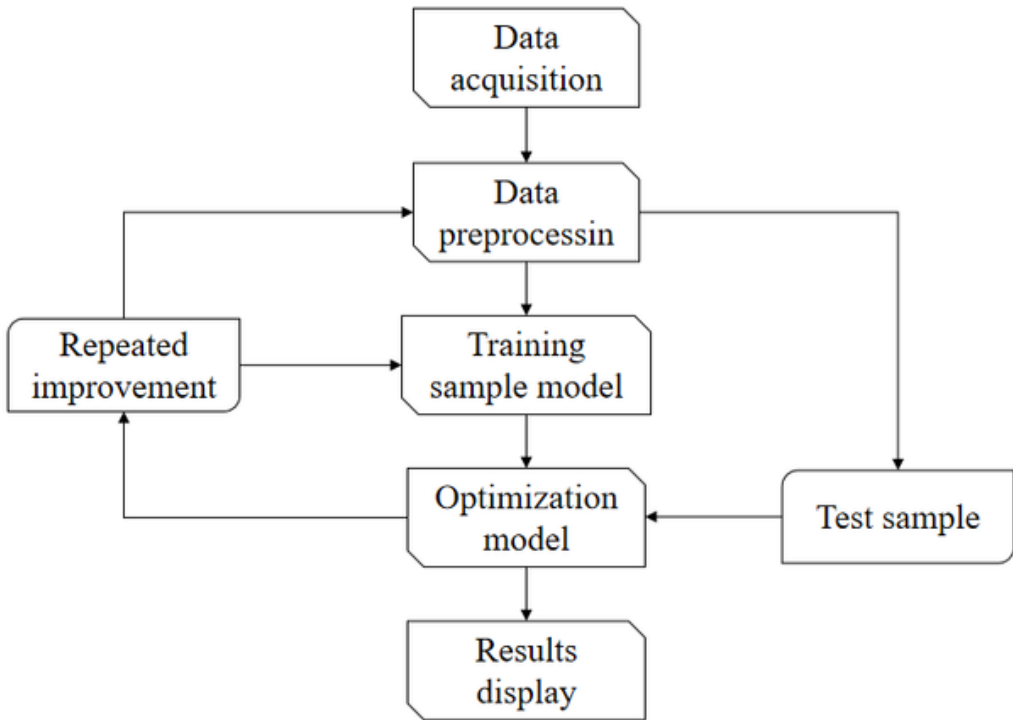 Data
acquisition
Data
preprocessin
Repeated
improvement
Training
sample model
Optimization
model
Test sample
Results
display